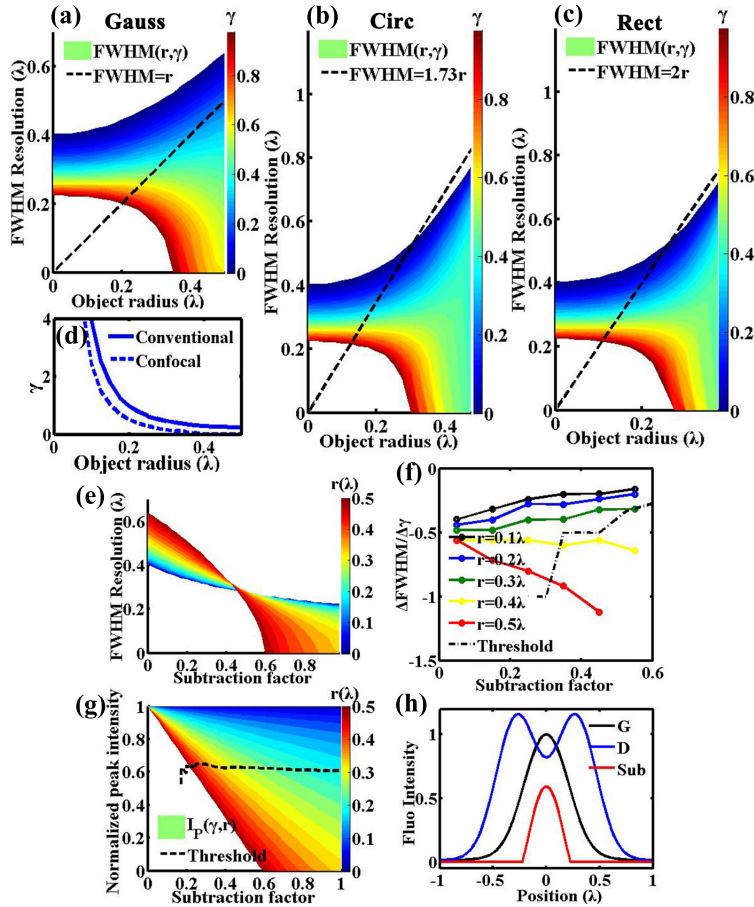 (a) Gauss γ
FWHM(r,γ)
FWHM=r
FWHM Resolution (λ)
0.6
0.4
0.2
0
0 0.2 0.4
Object radius (λ)
0.8
0.6
0.4
0.2
0
(b) Circ γ
FWHM(r,γ)
FWHM=1.73r
FWHM Resolution (λ)
1
0.8
0.6
0.4
0.2
0
0 0.2 0.4
Object radius (λ)
0.8
0.6
0.4
0.2
0
(c) Rect γ
FWHM(r,γ)
FWHM=2r
FWHM Resolution (λ)
1
0.8
0.6
0.4
0.2
0
0 0.2
Object radius (λ)
0.8
0.6
0.4
0.2
0
(d)
Conventional
Confocal
γ
4
2
0
0 0.2 0.4
Object radius (λ)
(e) r(λ)
FWHM Resolution (λ)
0.8
0.6
0.4
0.2
0
0 0.2 0.4 0.6 0.8 1
Subtraction factor
0.5
0.4
0.3
0.2
0.1
0
(f)
ΔFWHM/Δγ
0
-0.5
-1
-1.5
r=0.1λ
r=0.2λ
r=0.3λ
r=0.4λ
r=0.5λ
Threshold
0 0.2 0.4 0.6
Subtraction factor
(g) r(λ)
Normalized peak intensity
1
0.8
0.6
0.4
0.2
0
I_P(γ,r)
Threshold
0 0.2 0.4 0.6 0.8 1
Subtraction factor
0.5
0.4
0.3
0.2
0.1
0
(h)
Fluo Intensity
1
0.5
0
G
D
Sub
-1 -0.5 0 0.5 1
Position (λ)